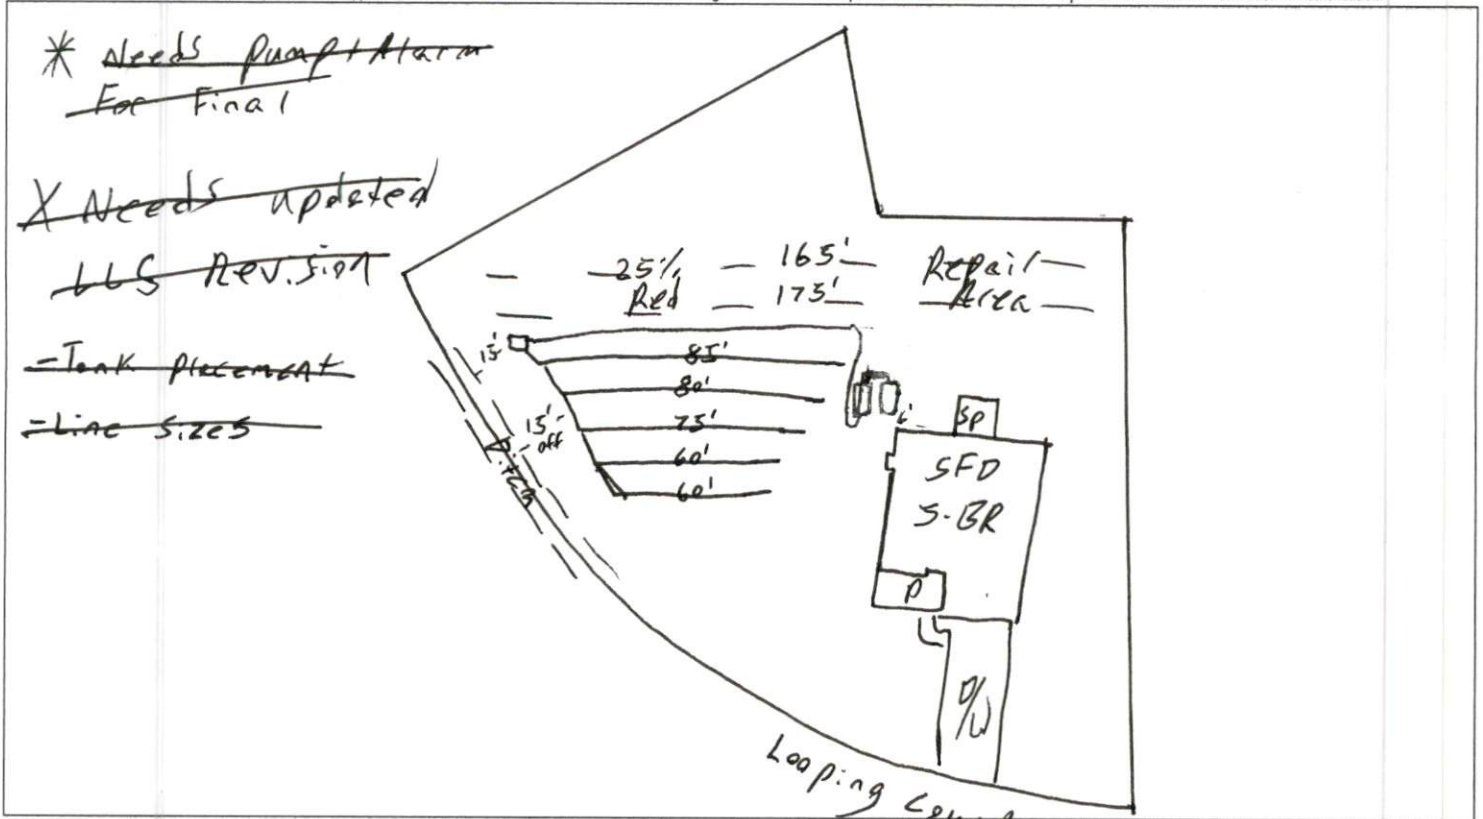 * Needs Pump + Alarm
For Final
X Needs updated
LLS Revision
- Tank placement
- Line sizes
25% 165' Repair
Red 175' Area
15'
85'
80'
15'
off
75'
60'
60'
6'
SP
SFD
5-BR
P
D/W
Looping